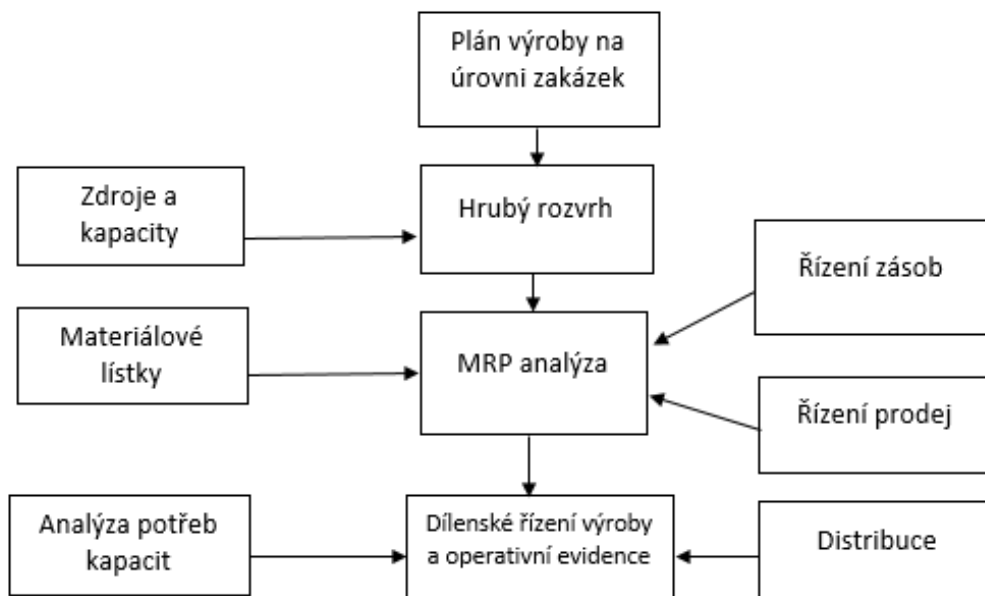 Plán výroby na
úrovni zakázek
Zdroje a
kapacity
Hrubý rozvrh
Řízení zásob
Materiálové
lístky
MRP analýza
Řízení prodej
Analýza potřeb
kapacit
Dílenské řízení výroby
a operativní evidence
Distribuce